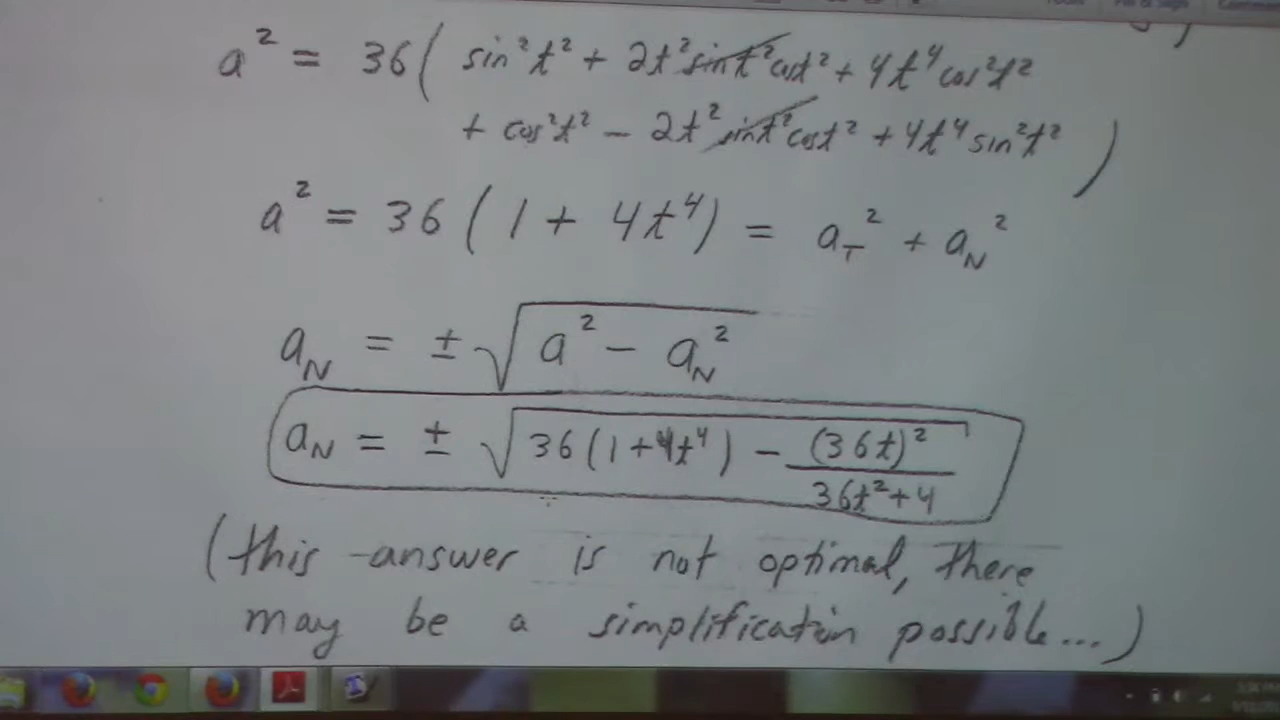 a² = 36 ( sin²t² + 2t² sint² cost² + 4t⁴ cos²t²
+ cos²t² - 2t² sint² cost² + 4t⁴ sin²t² )
a² = 36 ( 1 + 4t⁴ ) = a_T² + a_N²
a_N = ± √(a² - a_N²)
a_N = ± √(36(1+4t⁴) - (36t)²/(36t²+4))
(this answer is not optimal, there
may be a simplification possible...)